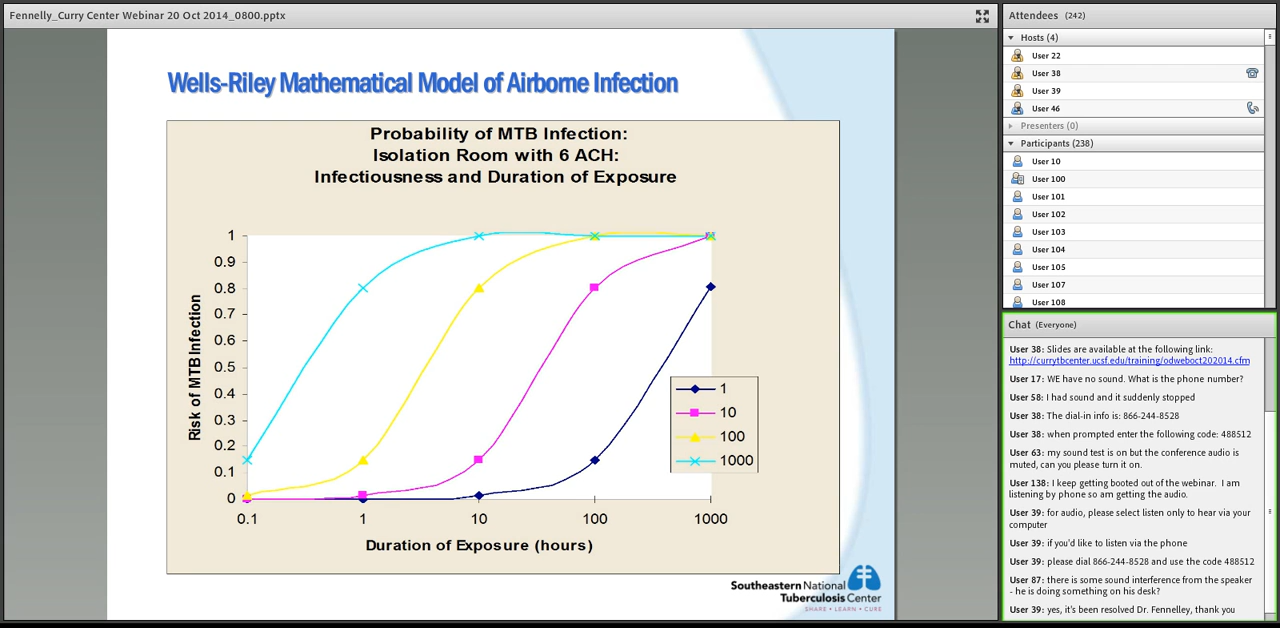 Fennelly_Curry Center Webinar 20 Oct 2014_0800.pptx
Wells-Riley Mathematical Model of Airborne Infection
Probability of MTB Infection:
Isolation Room with 6 ACH:
Infectiousness and Duration of Exposure
Risk of MTB Infection
1
0.9
0.8
0.7
0.6
0.5
0.4
0.3
0.2
0.1
0
0.1 1 10 100 1000
Duration of Exposure (hours)
1
10
100
1000
Southeastern National
Tuberculosis Center
SHARE • LEARN • CURE
Attendees (242)
Hosts (4)
User 22
User 38
User 39
User 46
Presenters (0)
Participants (238)
User 10
User 100
User 101
User 102
User 103
User 104
User 105
User 107
User 108
Chat (Everyone)
User 38: Slides are available at the following link:
http://currytbcenter.ucsf.edu/training/odweboct202014.cfm
User 17: WE have no sound. What is the phone number?
User 58: I had sound and it suddenly stopped
User 38: The dial-in info is: 866-244-8528
User 38: when prompted enter the following code: 488512
User 63: my sound test is on but the conference audio is
muted, can you please turn it on.
User 138: I keep getting booted out of the webinar. I am
listening by phone so am getting the audio.
User 39: for audio, please select listen only to hear via your
computer
User 39: if you'd like to listen via the phone
User 39: please dial 866-244-8528 and use the code 488512
User 87: there is some sound interference from the speaker
- he is doing something on his desk?
User 39: yes, it's been resolved Dr. Fennelley, thank you